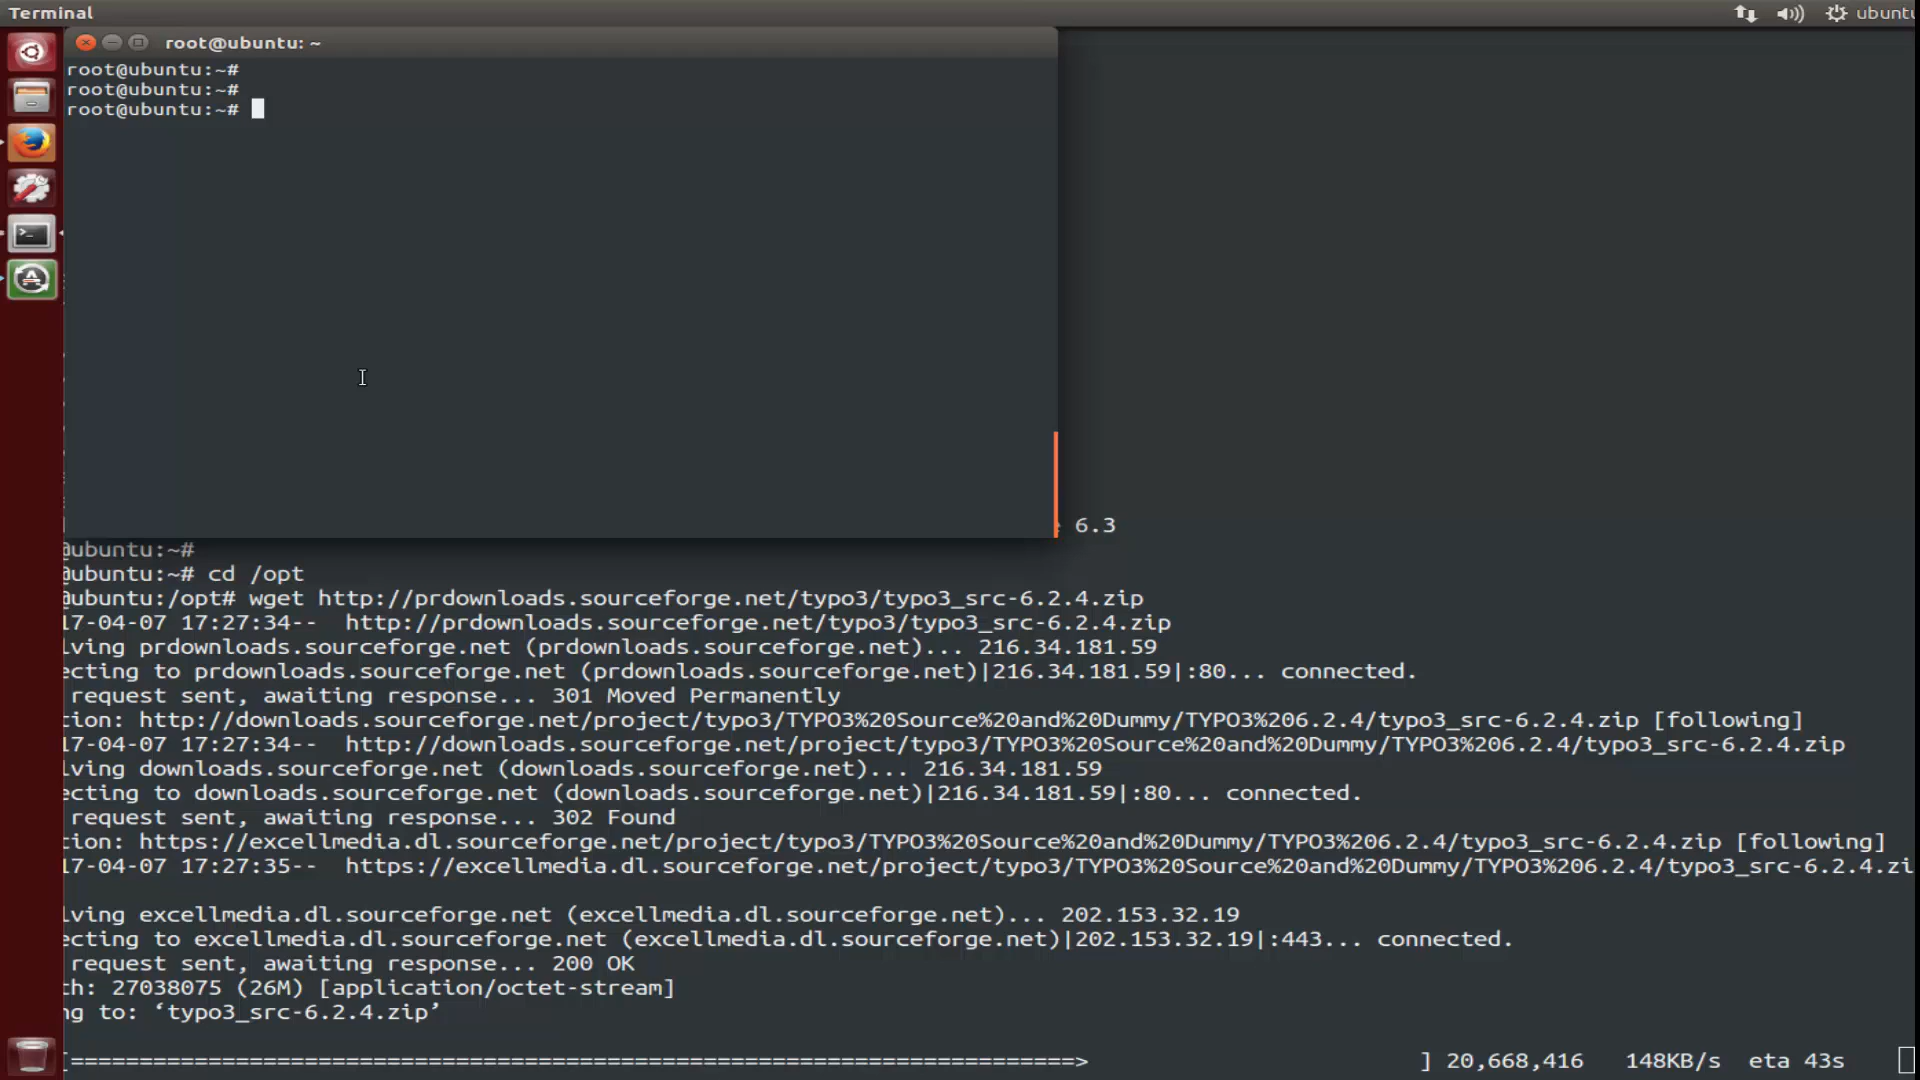 Terminal
ubuntu
root@ubuntu: ~
root@ubuntu:~#
root@ubuntu:~#
root@ubuntu:~#
6.3
@ubuntu:~#
@ubuntu:~# cd /opt
@ubuntu:/opt# wget http://prdownloads.sourceforge.net/typo3/typo3_src-6.2.4.zip
17-04-07 17:27:34-- http://prdownloads.sourceforge.net/typo3/typo3_src-6.2.4.zip
lving prdownloads.sourceforge.net (prdownloads.sourceforge.net)... 216.34.181.59
ecting to prdownloads.sourceforge.net (prdownloads.sourceforge.net)|216.34.181.59|:80... connected.
request sent, awaiting response... 301 Moved Permanently
tion: http://downloads.sourceforge.net/project/typo3/TYPO3%20Source%20and%20Dummy/TYPO3%206.2.4/typo3_src-6.2.4.zip [following]
17-04-07 17:27:34-- http://downloads.sourceforge.net/project/typo3/TYPO3%20Source%20and%20Dummy/TYPO3%206.2.4/typo3_src-6.2.4.zip
lving downloads.sourceforge.net (downloads.sourceforge.net)... 216.34.181.59
ecting to downloads.sourceforge.net (downloads.sourceforge.net)|216.34.181.59|:80... connected.
request sent, awaiting response... 302 Found
tion: https://excellmedia.dl.sourceforge.net/project/typo3/TYPO3%20Source%20and%20Dummy/TYPO3%206.2.4/typo3_src-6.2.4.zip [following]
17-04-07 17:27:35-- https://excellmedia.dl.sourceforge.net/project/typo3/TYPO3%20Source%20and%20Dummy/TYPO3%206.2.4/typo3_src-6.2.4.zi
lving excellmedia.dl.sourceforge.net (excellmedia.dl.sourceforge.net)... 202.153.32.19
ecting to excellmedia.dl.sourceforge.net (excellmedia.dl.sourceforge.net)|202.153.32.19|:443... connected.
request sent, awaiting response... 200 OK
th: 27038075 (26M) [application/octet-stream]
ng to: ‘typo3_src-6.2.4.zip’
[=========================================================================> ] 20,668,416 148KB/s eta 43s